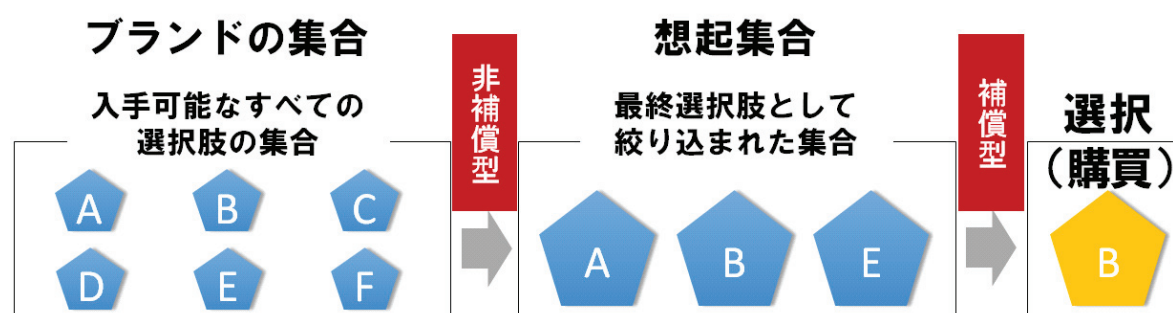 ブランドの集合
入手可能なすべての
選択肢の集合
A
B
C
D
E
F
非補償型
想起集合
最終選択肢として
絞り込まれた集合
A
B
E
補償型
選択
（購買）
B